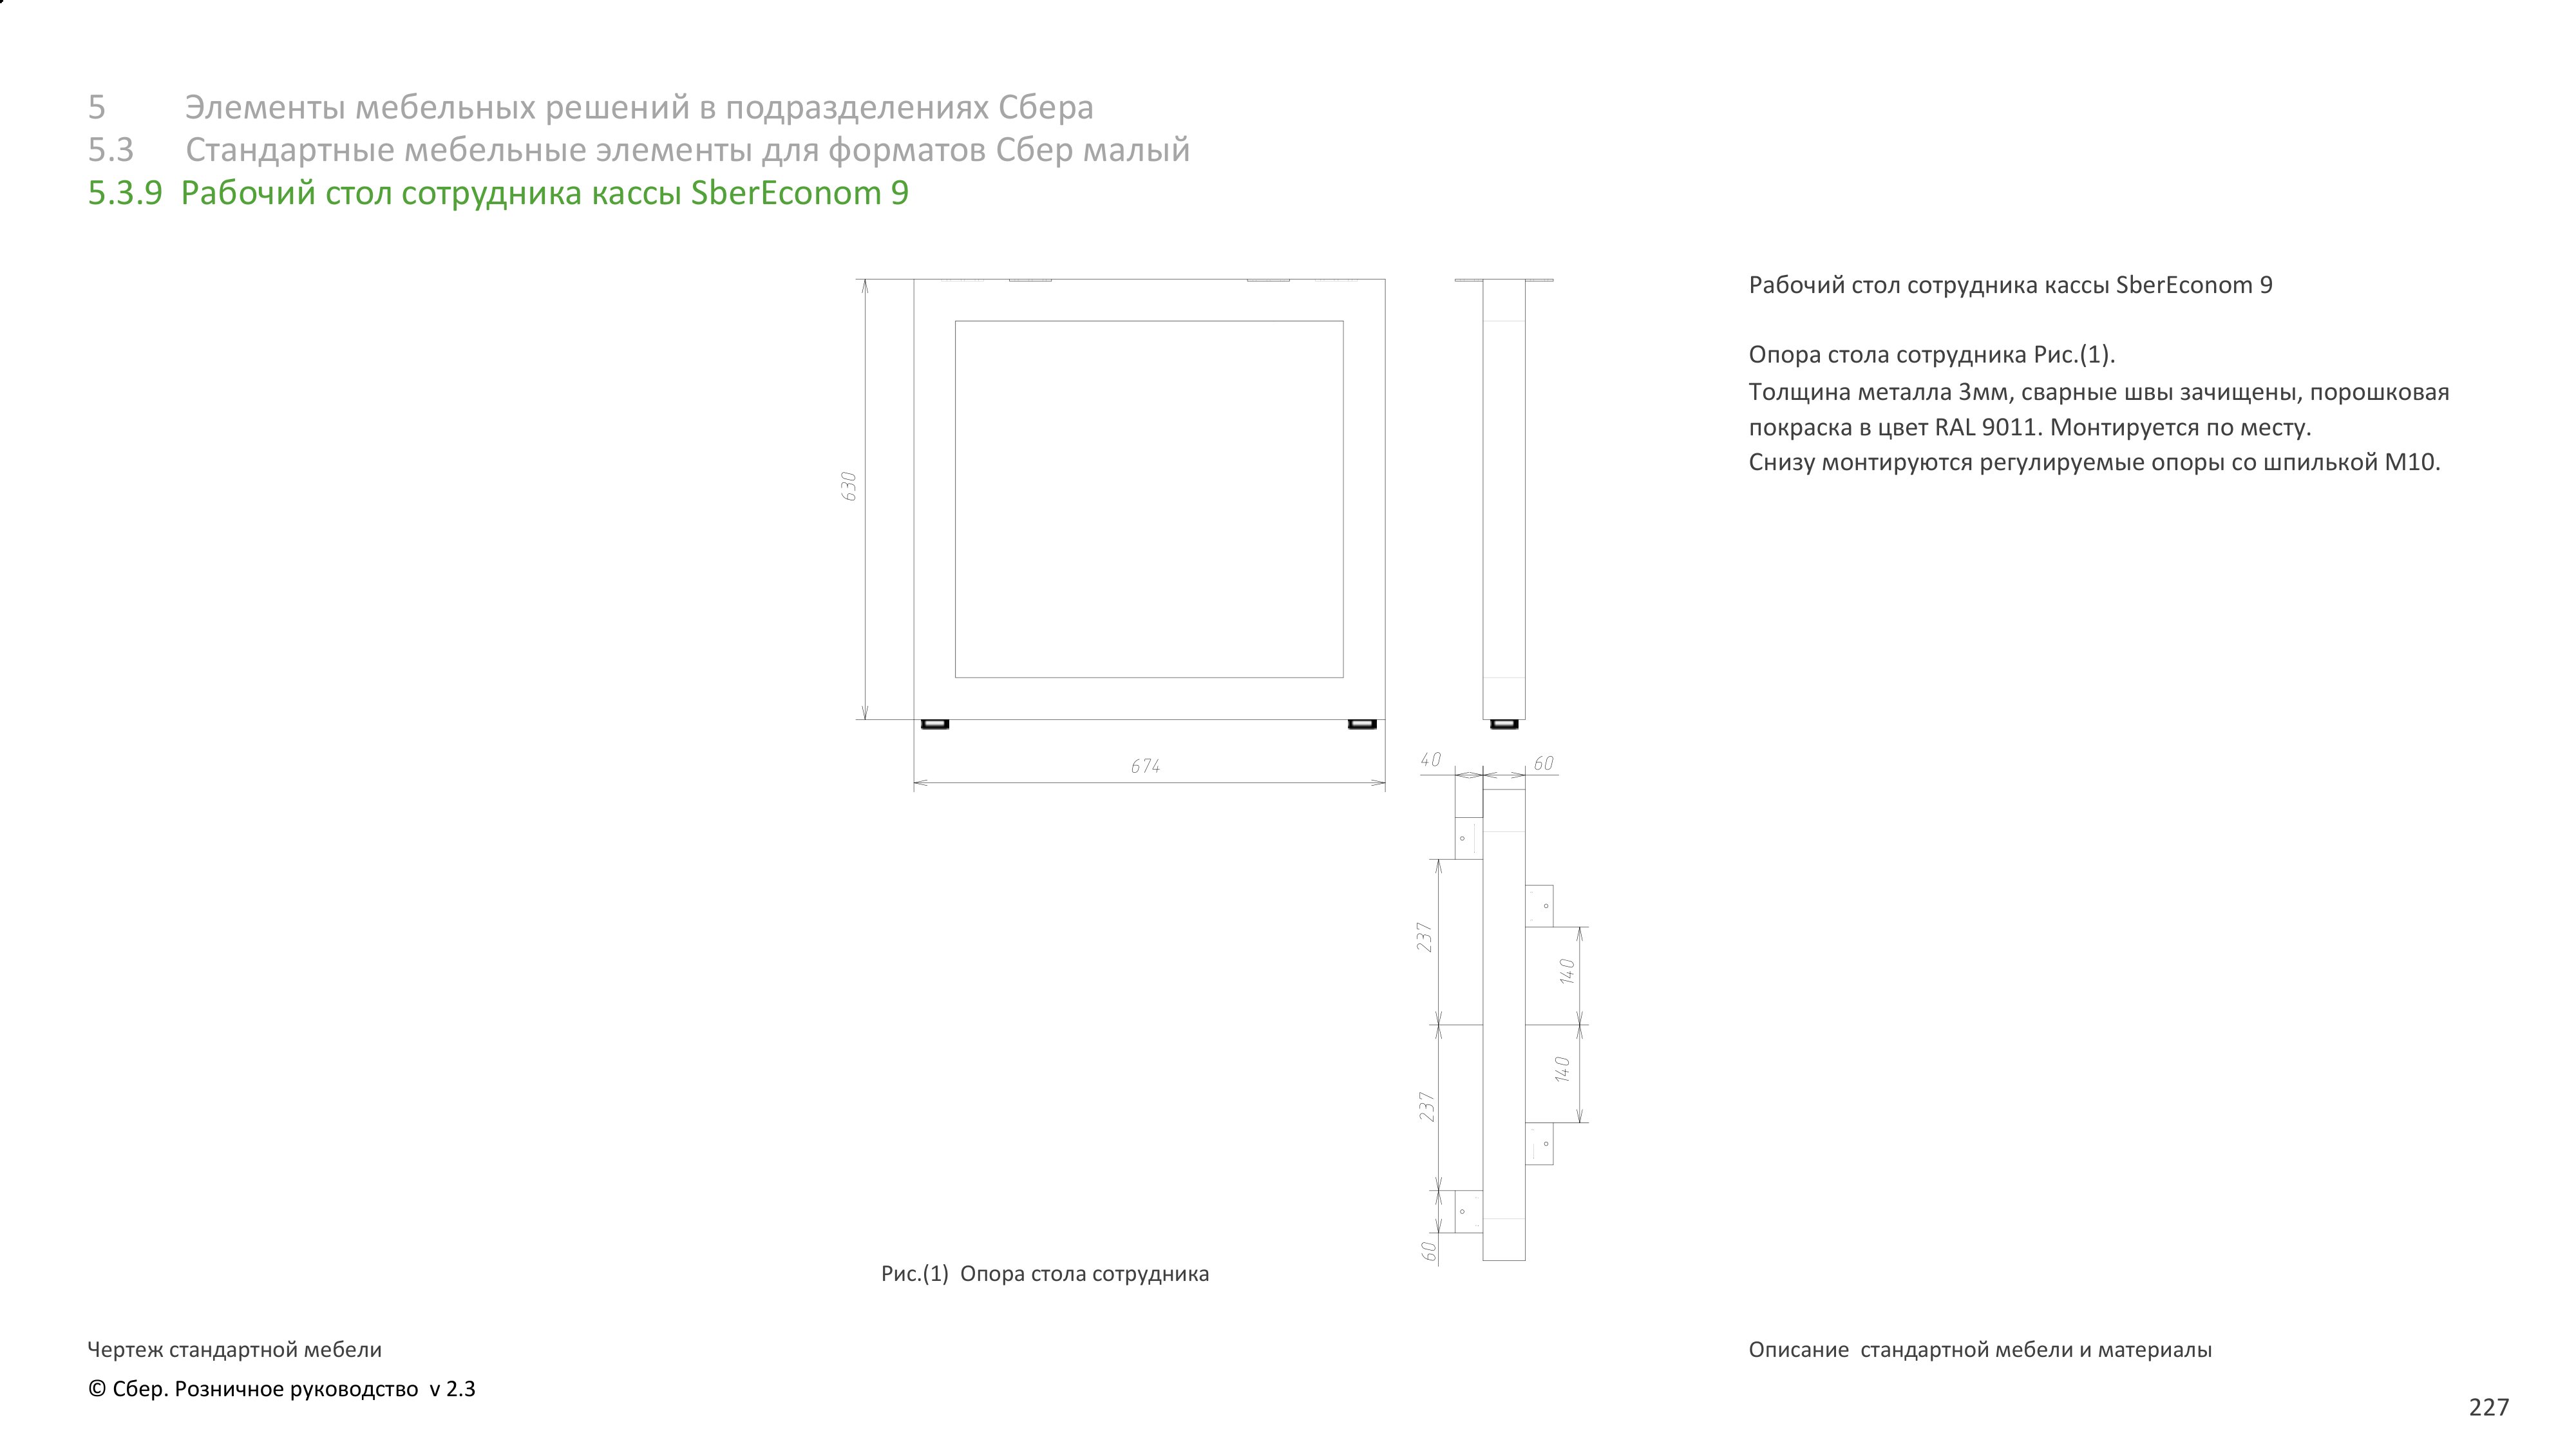 5 Элементы мебельных решений в подразделениях Сбера
5.3 Стандартные мебельные элементы для форматов Сбер малый
5.3.9 Рабочий стол сотрудника кассы SberEconom 9
630
674
40
60
237
140
140
237
60
Рис.(1) Опора стола сотрудника
Рабочий стол сотрудника кассы SberEconom 9
Опора стола сотрудника Рис.(1).
Толщина металла 3мм, сварные швы зачищены, порошковая
покраска в цвет RAL 9011. Монтируется по месту.
Снизу монтируются регулируемые опоры со шпилькой М10.
Чертеж стандартной мебели
Описание стандартной мебели и материалы
© Сбер. Розничное руководство v 2.3
227